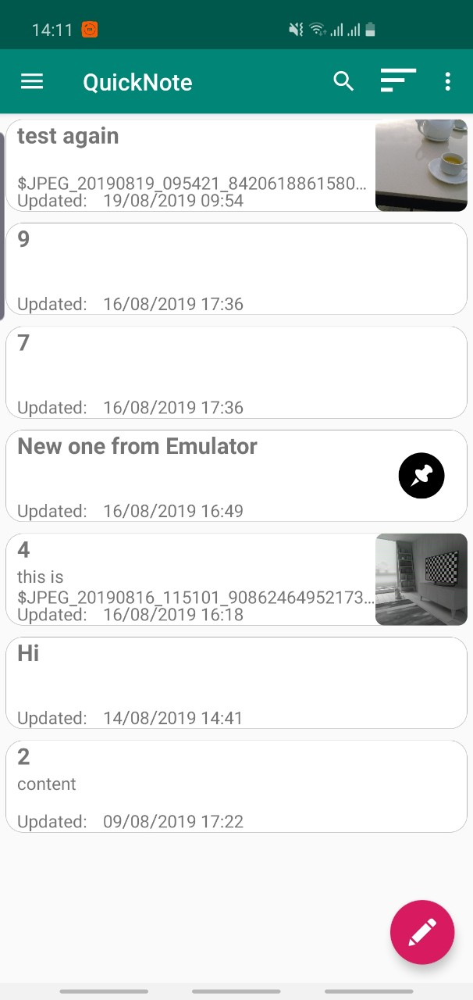 14:11
QuickNote
test again
$JPEG_20190819_095421_8420618861580...
Updated: 19/08/2019 09:54
9
Updated: 16/08/2019 17:36
7
Updated: 16/08/2019 17:36
New one from Emulator
Updated: 16/08/2019 16:49
4
this is
$JPEG_20190816_115101_90862464952173...
Updated: 16/08/2019 16:18
Hi
Updated: 14/08/2019 14:41
2
content
Updated: 09/08/2019 17:22